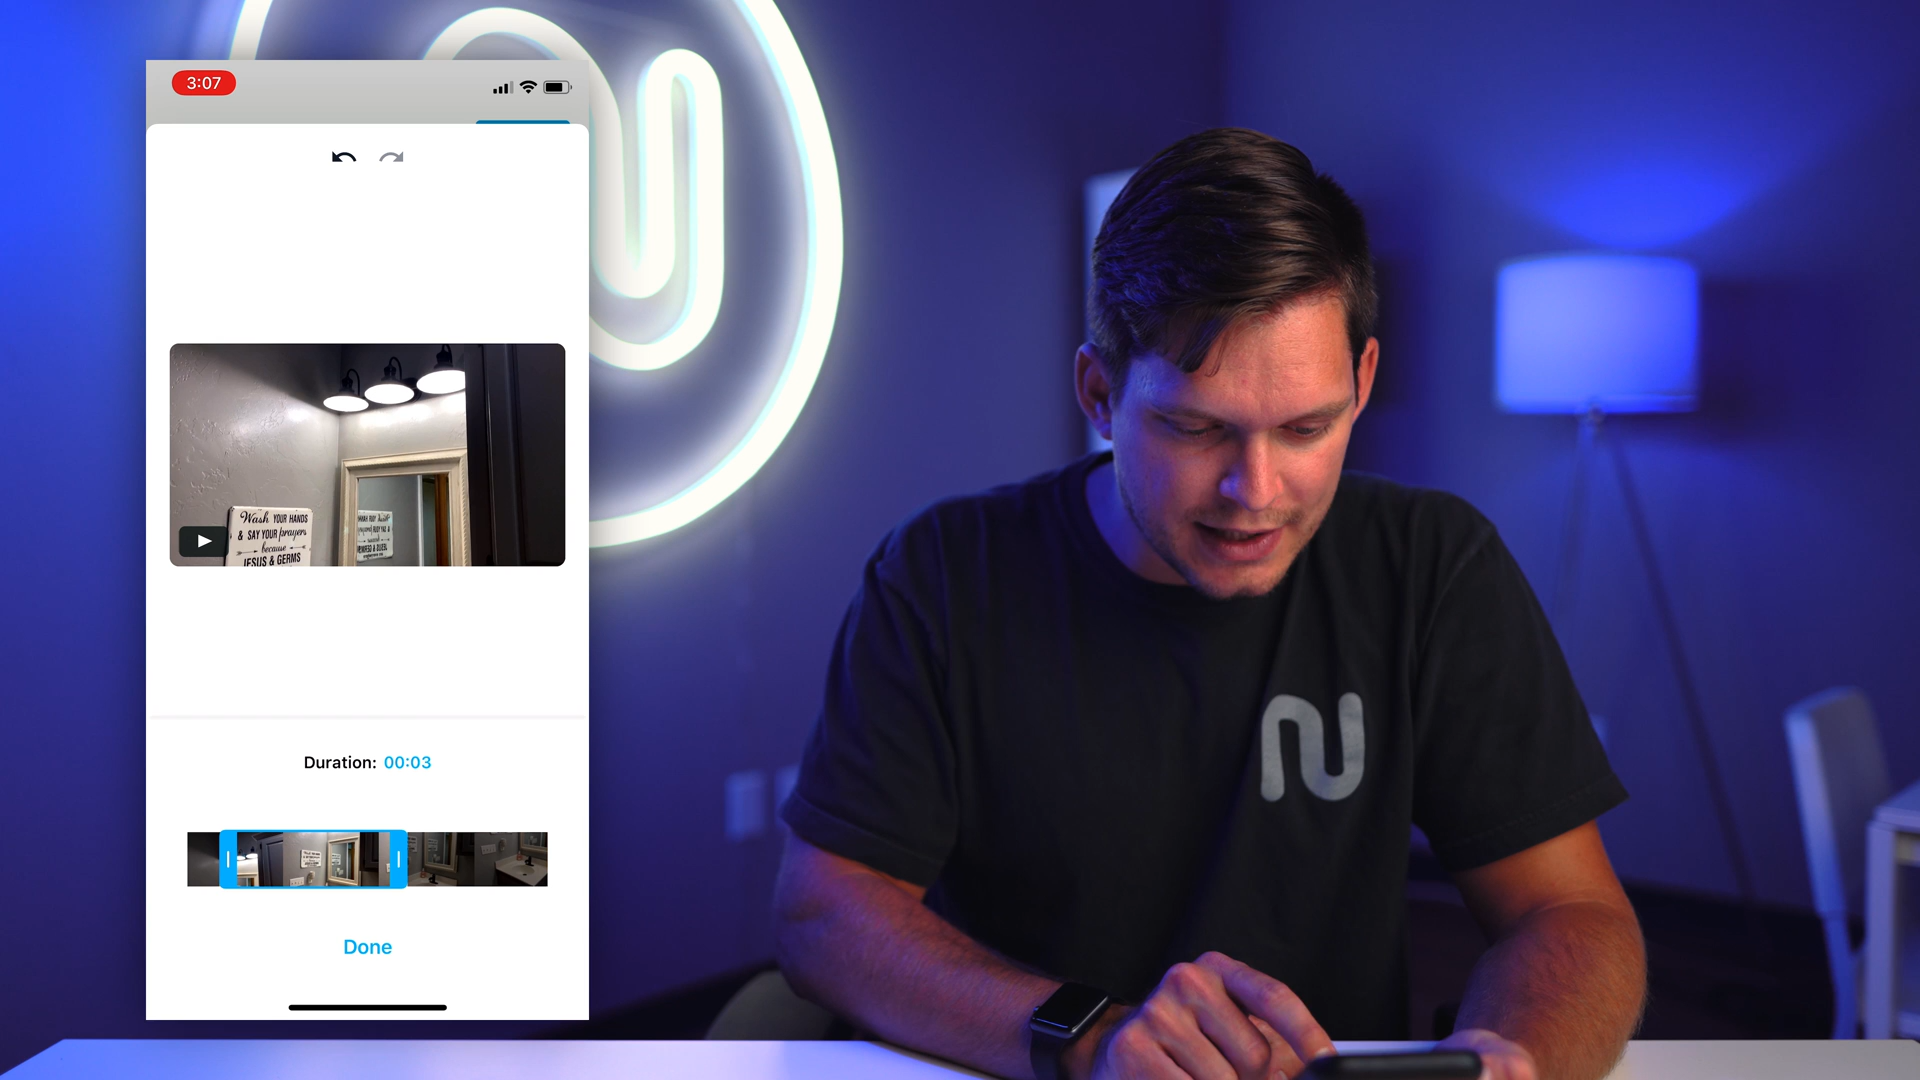 3:07
Wash YOUR HANDS
& SAY YOUR prayers
because
JESUS & GERMS
Duration: 00:03
Done